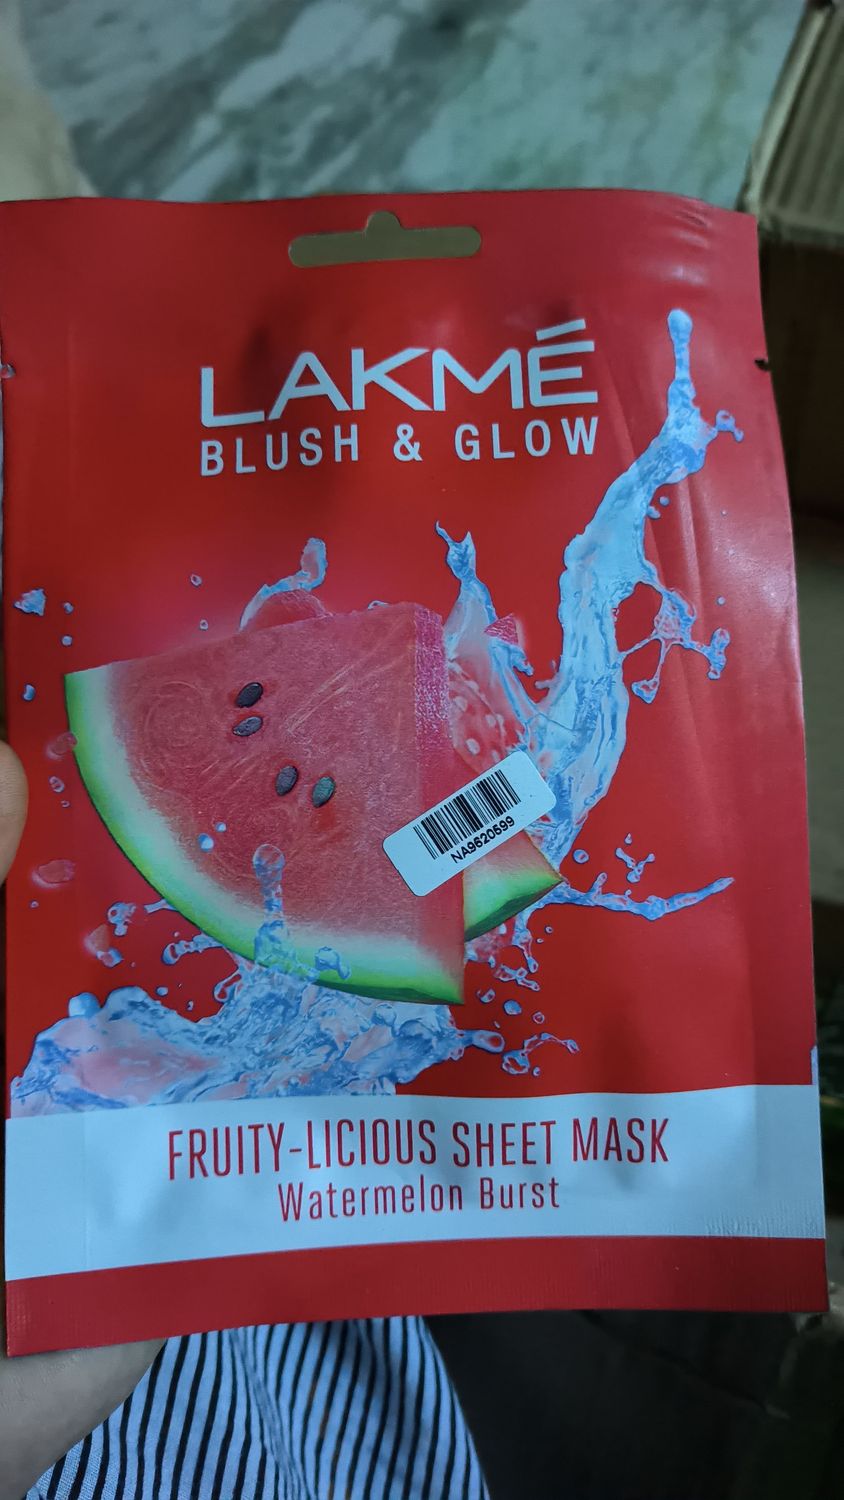 LAKMÉ
BLUSH & GLOW
NA9620599
FRUITY-LICIOUS SHEET MASK
Watermelon Burst